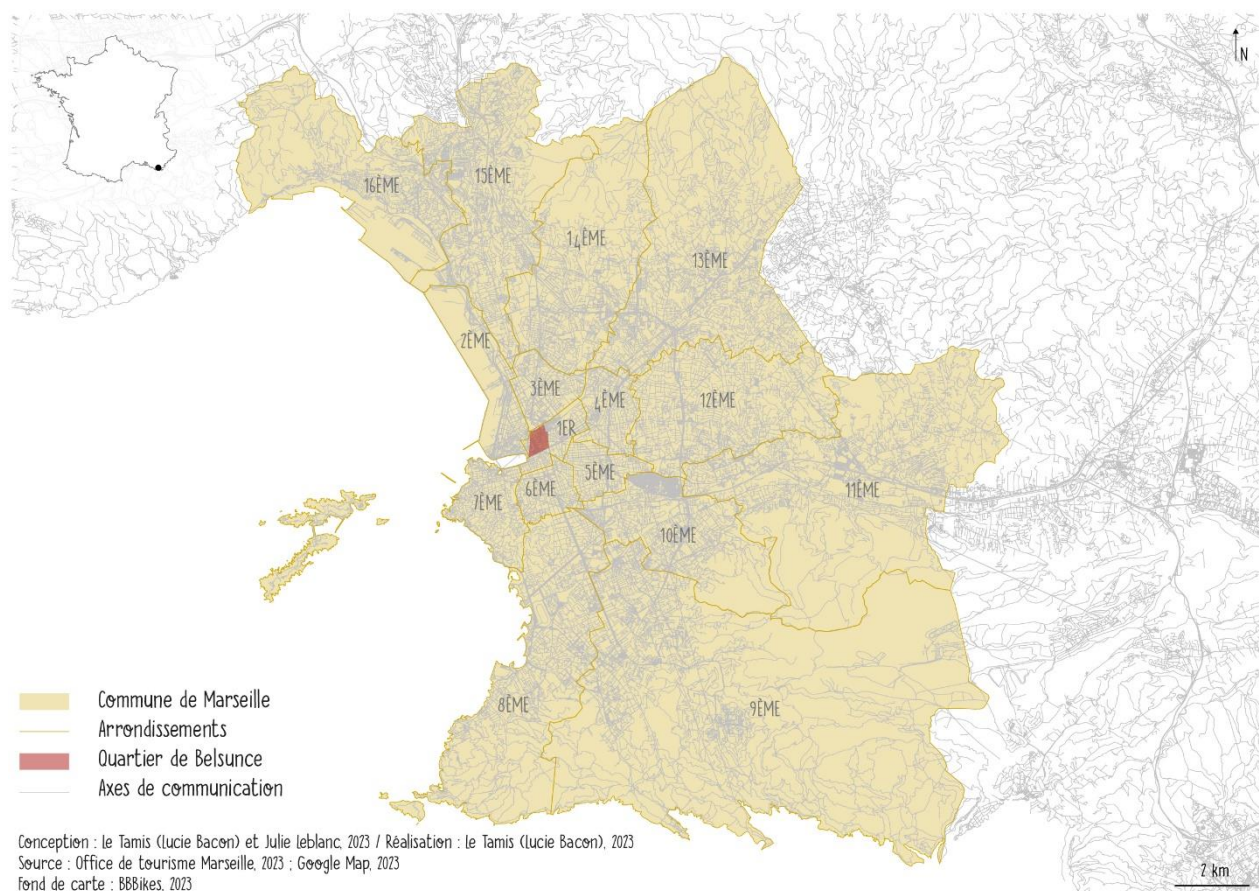 N
16ÈME
15ÈME
14ÈME
13ÈME
2ÈME
3ÈME
4ÈME
12ÈME
1ER
5ÈME
11ÈME
7ÈME
6ÈME
10ÈME
8ÈME
9ÈME
Commune de Marseille
Arrondissements
Quartier de Belsunce
Axes de communication
Conception : Le Tamis (Lucie Bacon) et Julie Leblanc, 2023 / Réalisation : Le Tamis (Lucie Bacon), 2023
Source : Office de tourisme Marseille, 2023 ; Google Map, 2023
Fond de carte : BBBikes, 2023
2 km